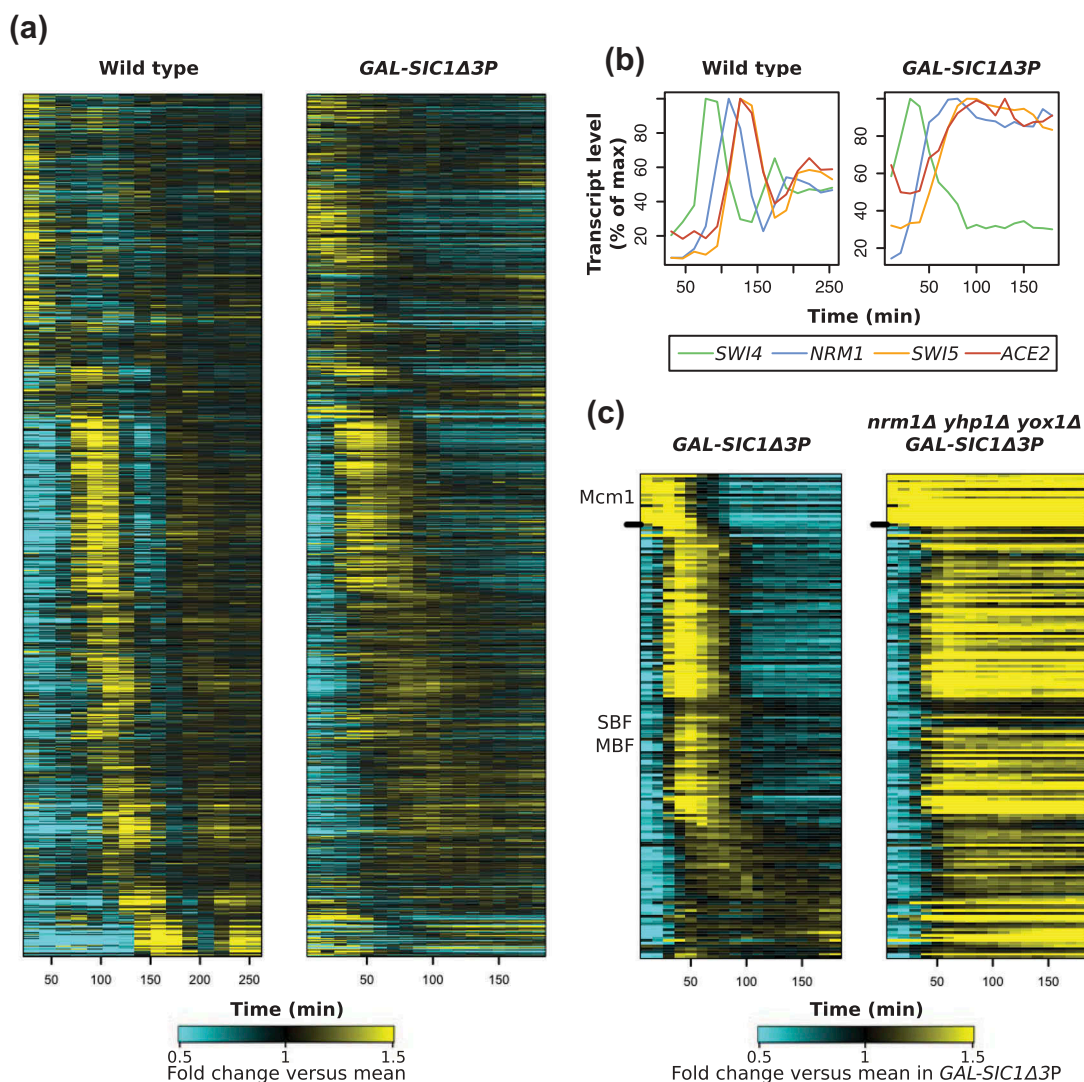 (a)
Wild type
GAL-SIC1Δ3P
50
100
150
200
250
50
100
150
Time (min)
0.5
1
1.5
Fold change versus mean
(b)
Wild type
GAL-SIC1Δ3P
Transcript level
(% of max)
20
40
60
80
50
150
250
20
40
60
80
50
100
150
Time (min)
SWI4
NRM1
SWI5
ACE2
(c)
GAL-SIC1Δ3P
nrm1Δ yhp1Δ yox1Δ
GAL-SIC1Δ3P
Mcm1
SBF
MBF
50
100
150
50
100
150
Time (min)
0.5
1
1.5
Fold change versus mean in GAL-SIC1Δ3P